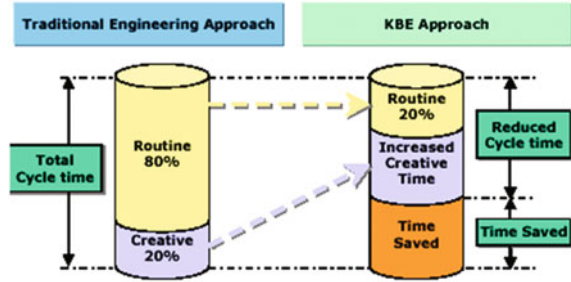 Traditional Engineering Approach
KBE Approach
Total
Cycle time
Routine
80%
Creative
20%
Routine
20%
Increased
Creative
Time
Time
Saved
Reduced
Cycle time
Time Saved